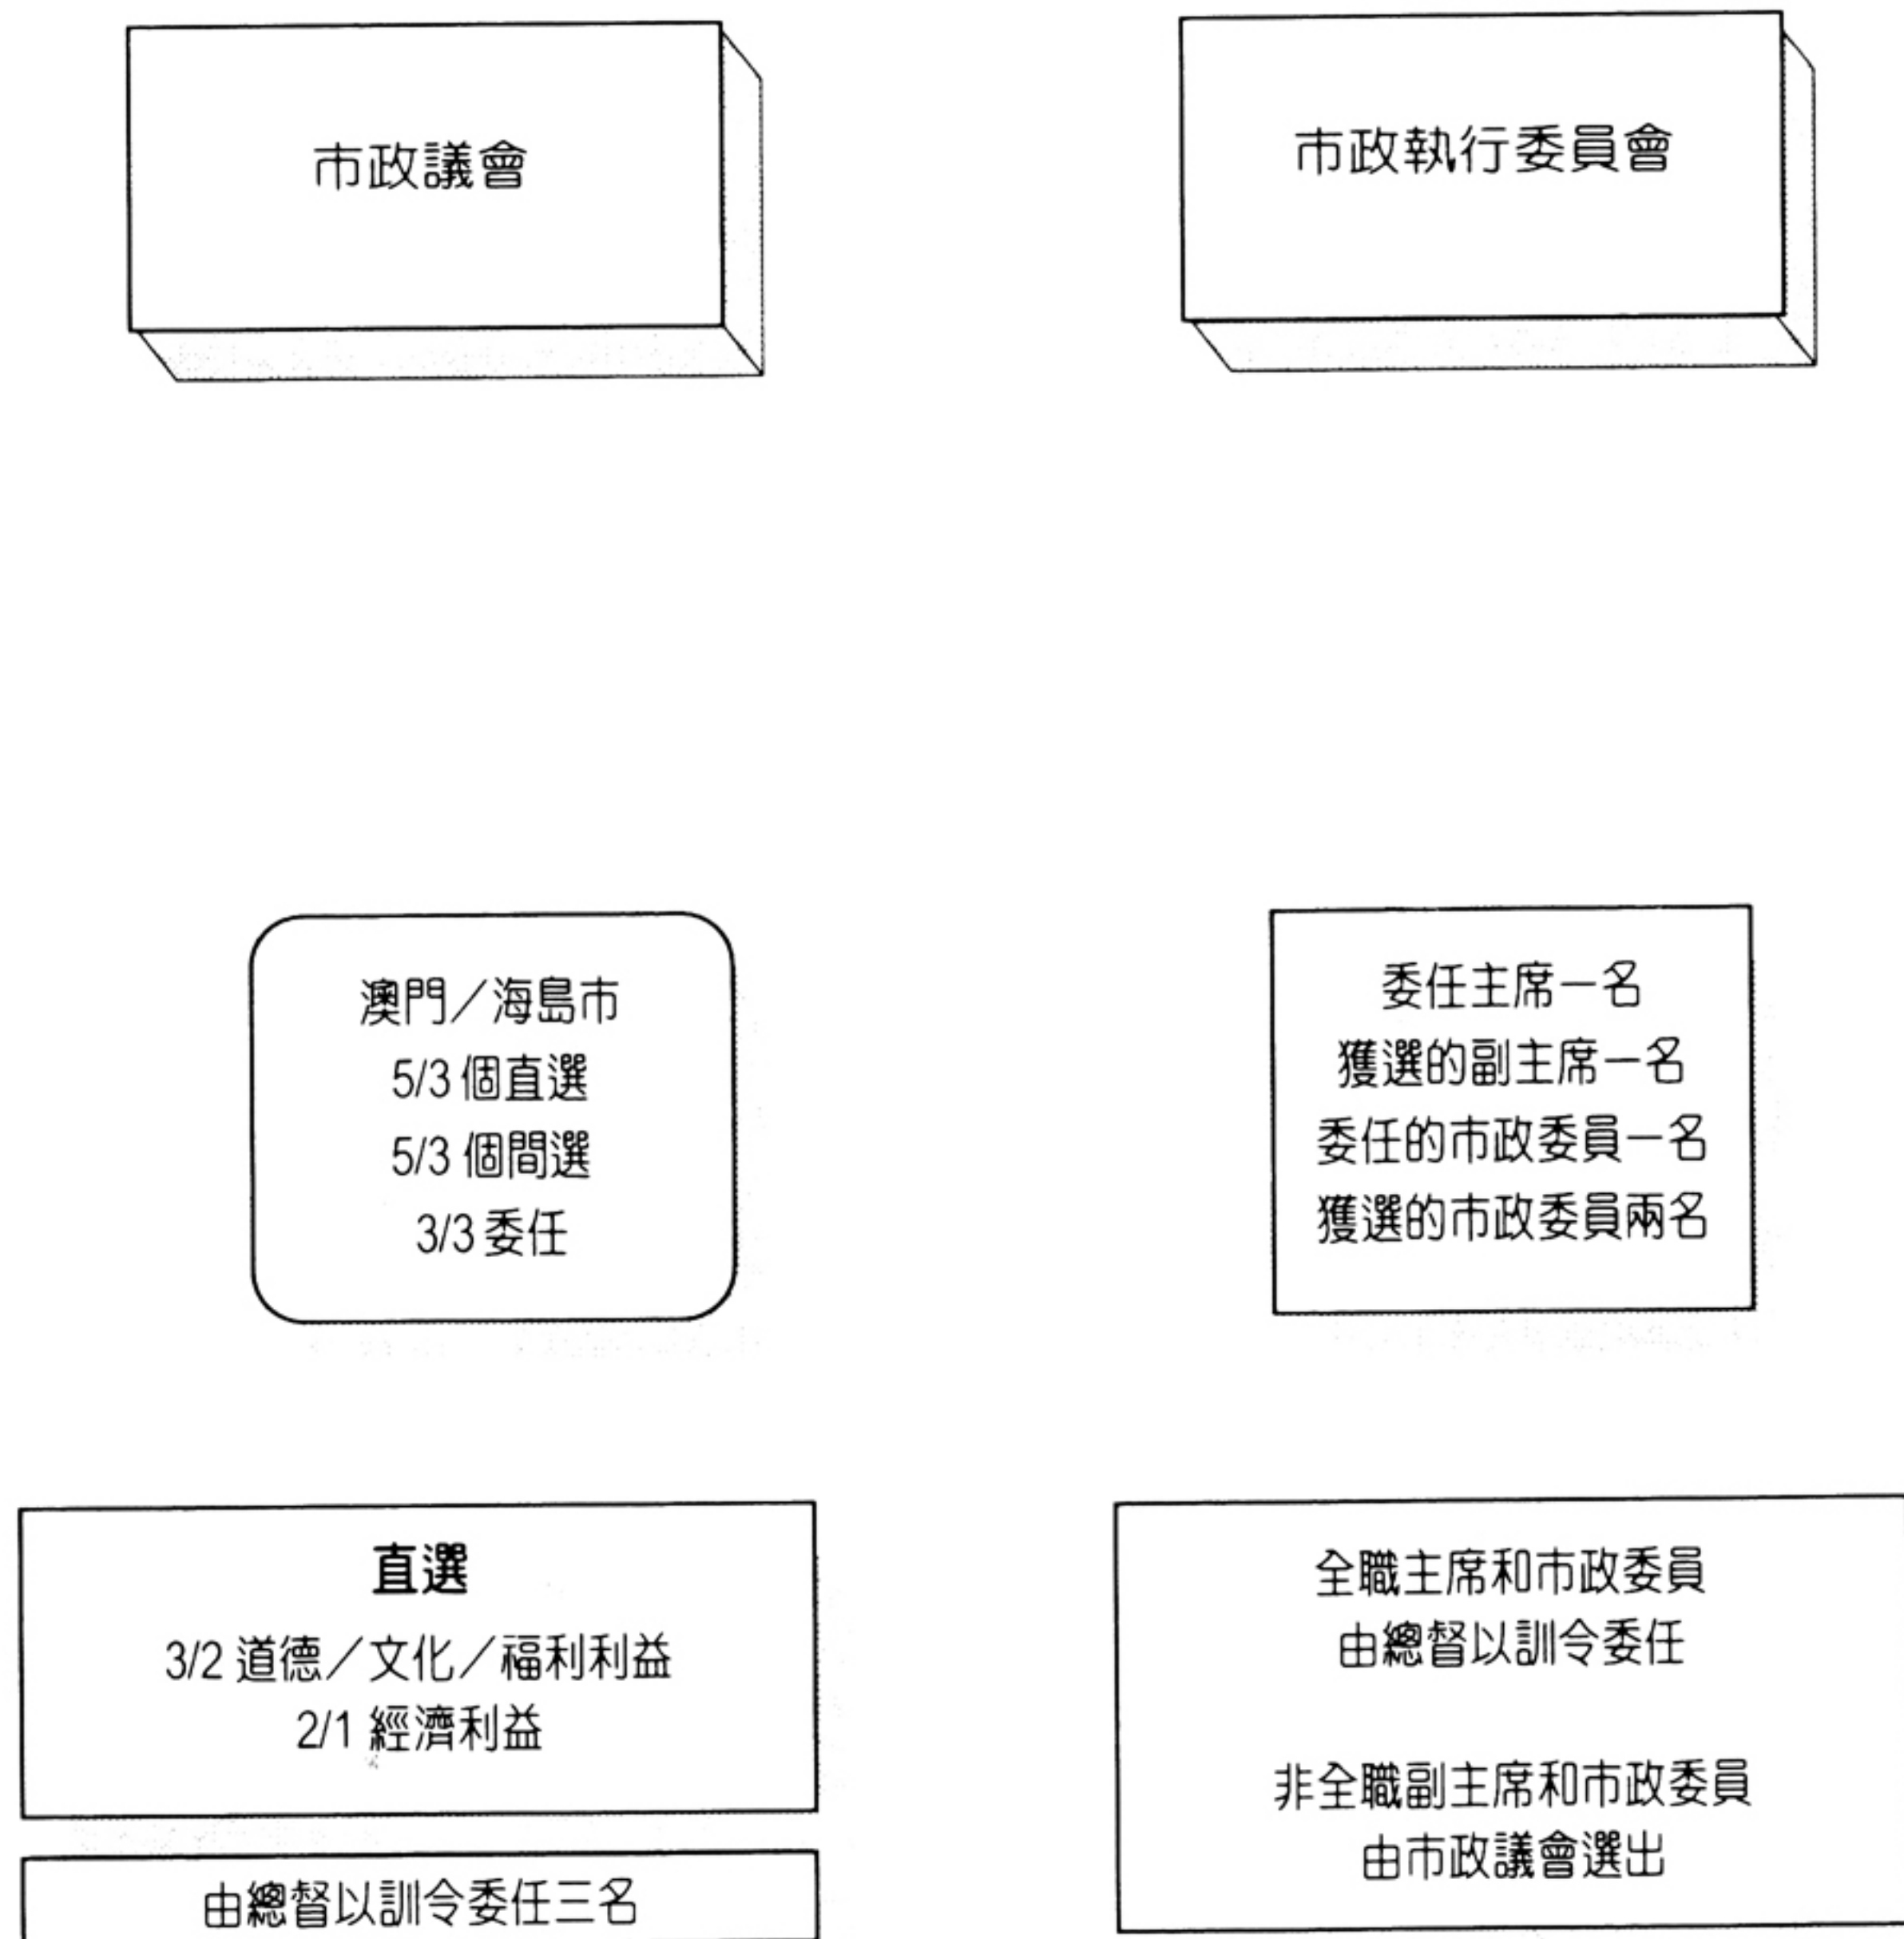 市政議會
市政執行委員會
澳門／海島市
5/3 個直選
5/3 個間選
3/3 委任
委任主席一名
獲選的副主席一名
委任的市政委員一名
獲選的市政委員兩名
直選
3/2 道德／文化／福利利益
2/1 經濟利益
由總督以訓令委任三名
全職主席和市政委員
由總督以訓令委任
非全職副主席和市政委員
由市政議會選出